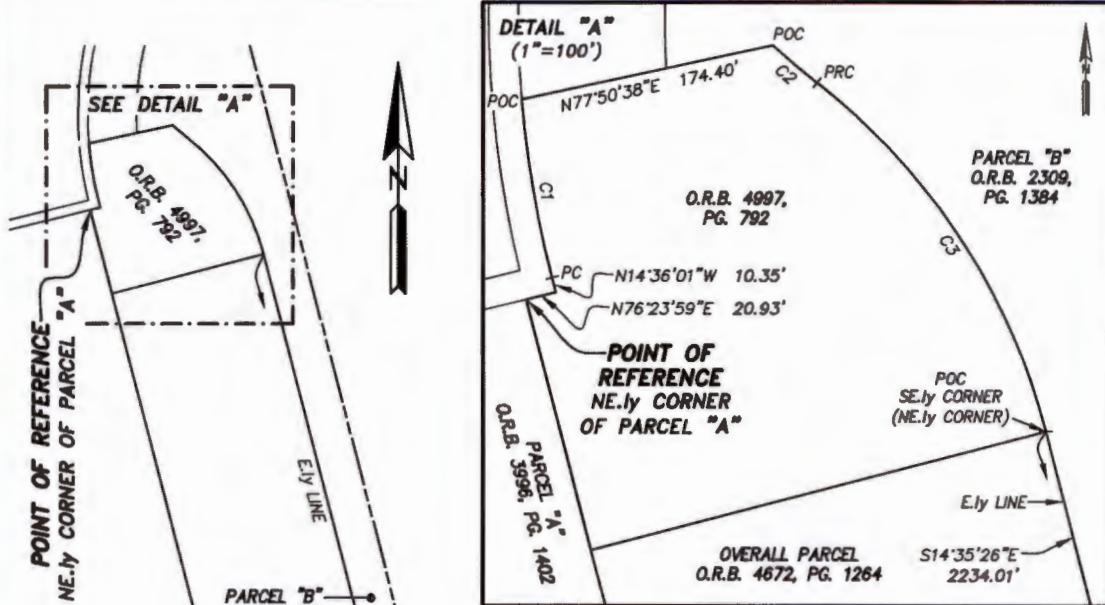 SEE DETAIL "A"
O.R.B. 4997,
PG. 792
N
POINT OF REFERENCE
NE.ly CORNER OF PARCEL "A"
E.ly LINE
PARCEL "B"
DETAIL "A"
(1"=100')
POC
N77°50'38"E 174.40'
POC
C2
PRC
N
C1
O.R.B. 4997,
PG. 792
PARCEL "B"
O.R.B. 2309,
PG. 1384
C3
PC
N14°36'01"W 10.35'
N76°23'59"E 20.93'
POINT OF
REFERENCE
NE.ly CORNER
OF PARCEL "A"
PARCEL "A"
O.R.B. 3996, PG. 1402
POC
SE.ly CORNER
(NE.ly CORNER)
E.ly LINE
OVERALL PARCEL
O.R.B. 4672, PG. 1264
S14°35'26"E
2234.01'